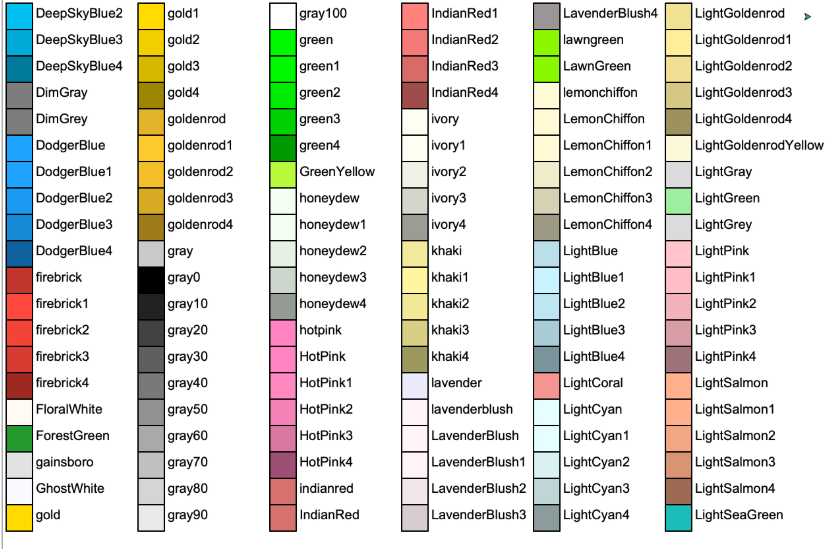 DeepSkyBlue2
DeepSkyBlue3
DeepSkyBlue4
DimGray
DimGrey
DodgerBlue
DodgerBlue1
DodgerBlue2
DodgerBlue3
DodgerBlue4
firebrick
firebrick1
firebrick2
firebrick3
firebrick4
FloralWhite
ForestGreen
gainsboro
GhostWhite
gold
gold1
gold2
gold3
gold4
goldenrod
goldenrod1
goldenrod2
goldenrod3
goldenrod4
gray
gray0
gray10
gray20
gray30
gray40
gray50
gray60
gray70
gray80
gray90
gray100
green
green1
green2
green3
green4
GreenYellow
honeydew
honeydew1
honeydew2
honeydew3
honeydew4
hotpink
HotPink
HotPink1
HotPink2
HotPink3
HotPink4
indianred
IndianRed
IndianRed1
IndianRed2
IndianRed3
IndianRed4
ivory
ivory1
ivory2
ivory3
ivory4
khaki
khaki1
khaki2
khaki3
khaki4
lavender
lavenderblush
LavenderBlush
LavenderBlush1
LavenderBlush2
LavenderBlush3
LavenderBlush4
lawngreen
LawnGreen
lemonchiffon
LemonChiffon
LemonChiffon1
LemonChiffon2
LemonChiffon3
LemonChiffon4
LightBlue
LightBlue1
LightBlue2
LightBlue3
LightBlue4
LightCoral
LightCyan
LightCyan1
LightCyan2
LightCyan3
LightCyan4
LightGoldenrod
LightGoldenrod1
LightGoldenrod2
LightGoldenrod3
LightGoldenrod4
LightGoldenrodYellow
LightGray
LightGreen
LightGrey
LightPink
LightPink1
LightPink2
LightPink3
LightPink4
LightSalmon
LightSalmon1
LightSalmon2
LightSalmon3
LightSalmon4
LightSeaGreen